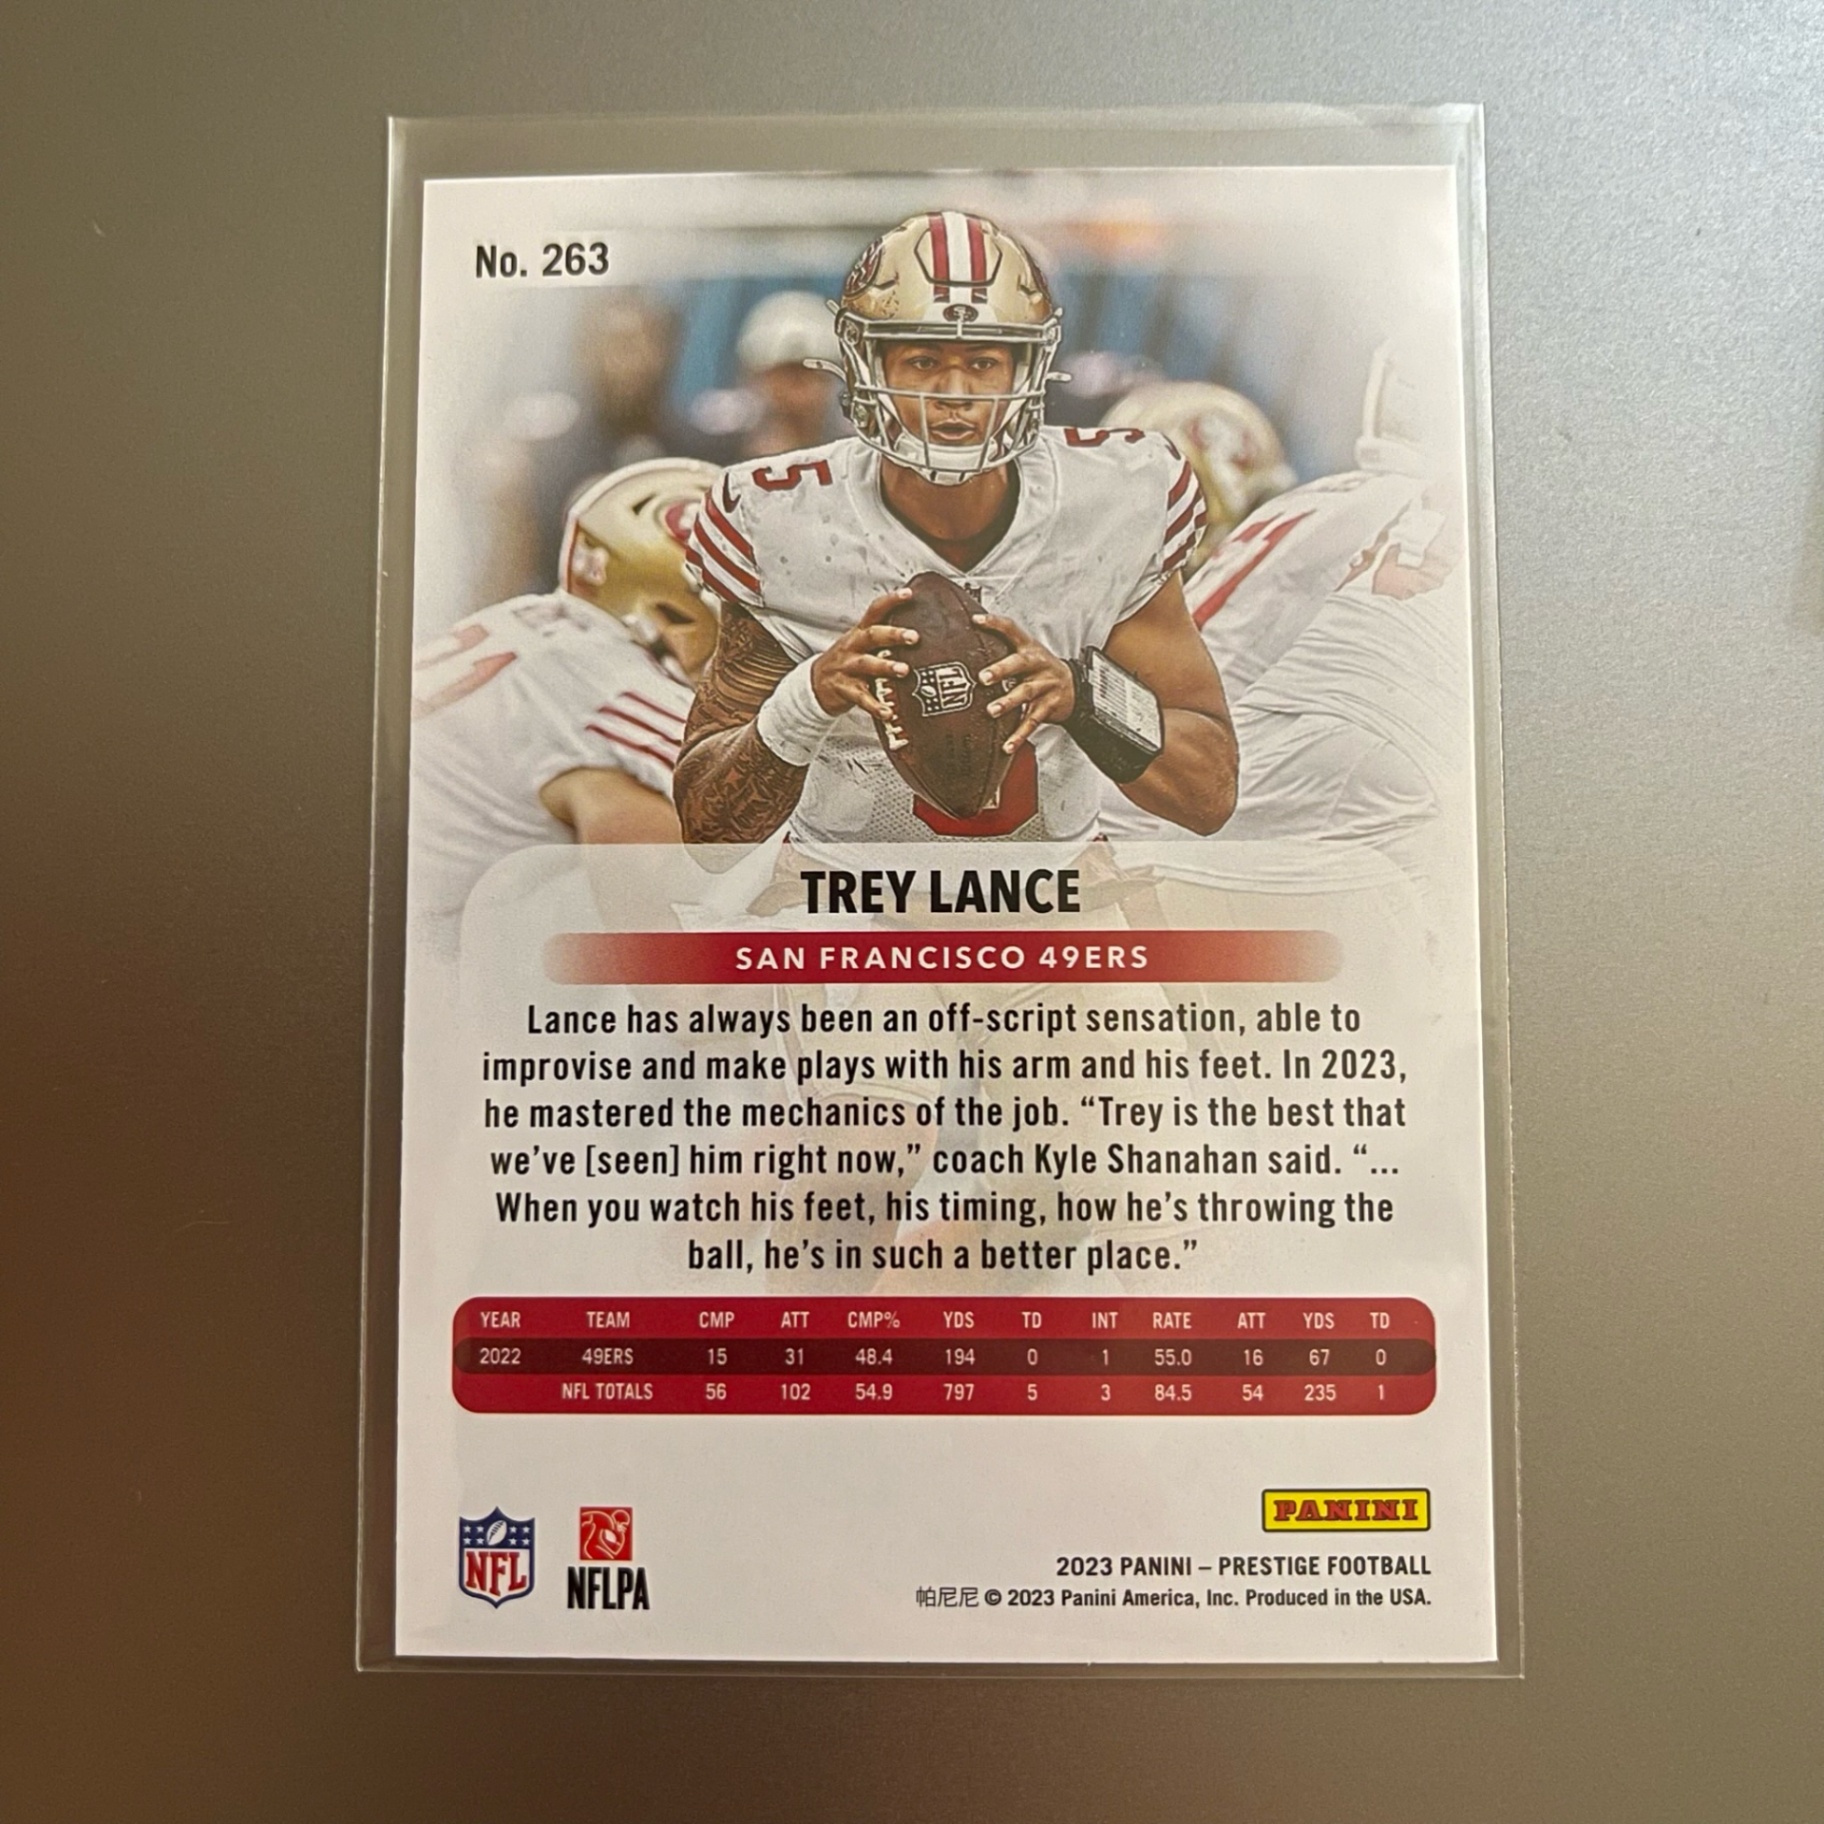 No. 263
5 5
NFL
TREY LANCE
SAN FRANCISCO 49ERS
Lance has always been an off-script sensation, able to
improvise and make plays with his arm and his feet. In 2023,
he mastered the mechanics of the job. “Trey is the best that
we’ve [seen] him right now,” coach Kyle Shanahan said. “...
When you watch his feet, his timing, how he’s throwing the
ball, he’s in such a better place.”
YEAR TEAM CMP ATT CMP% YDS TD INT RATE ATT YDS TD
2022 49ERS 15 31 48.4 194 0 1 55.0 16 67 0
NFL TOTALS 56 102 54.9 797 5 3 84.5 54 235 1
PANINI
NFL
NFLPA
2023 PANINI – PRESTIGE FOOTBALL
帕尼尼 © 2023 Panini America, Inc. Produced in the USA.